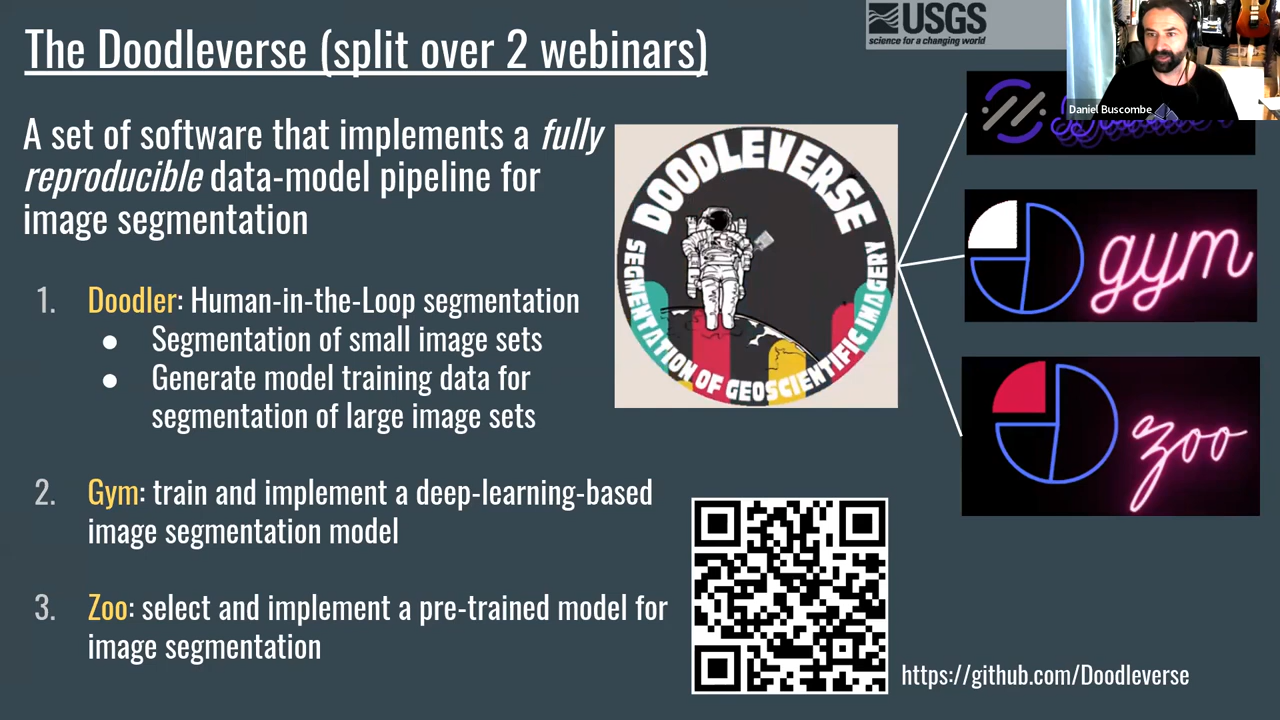 The Doodleverse (split over 2 webinars)
USGS
science for a changing world
Daniel Buscombe
A set of software that implements a fully
reproducible data-model pipeline for
image segmentation
1. Doodler: Human-in-the-Loop segmentation
● Segmentation of small image sets
● Generate model training data for
segmentation of large image sets
2. Gym: train and implement a deep-learning-based
image segmentation model
3. Zoo: select and implement a pre-trained model for
image segmentation
DOODLEVERSE
SEGMENTATION OF GEOSCIENTIFIC IMAGERY
gym
zoo
https://github.com/Doodleverse